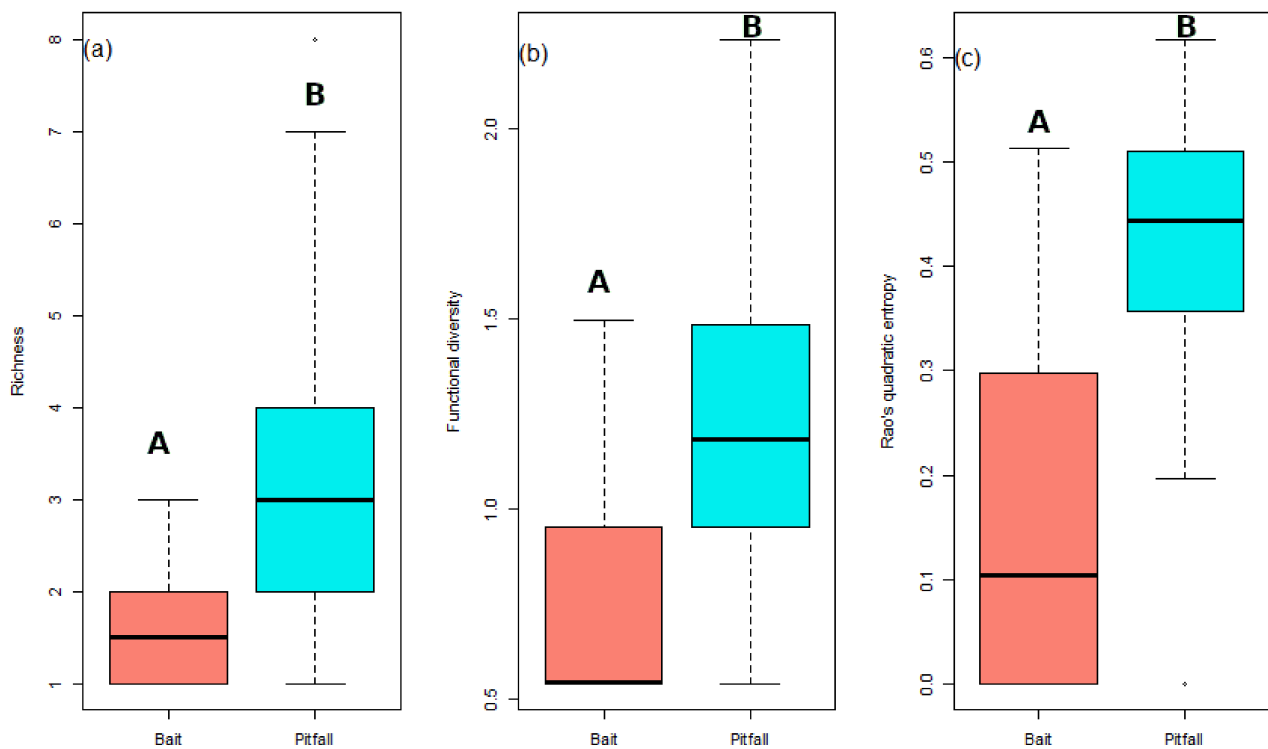 (a)
Richness
8
7
6
5
4
3
2
1
A
B
Bait
Pitfall
(b)
Functional diversity
2.0
1.5
1.0
0.5
A
B
Bait
Pitfall
(c)
Rao's quadratic entropy
0.6
0.5
0.4
0.3
0.2
0.1
0.0
A
B
Bait
Pitfall